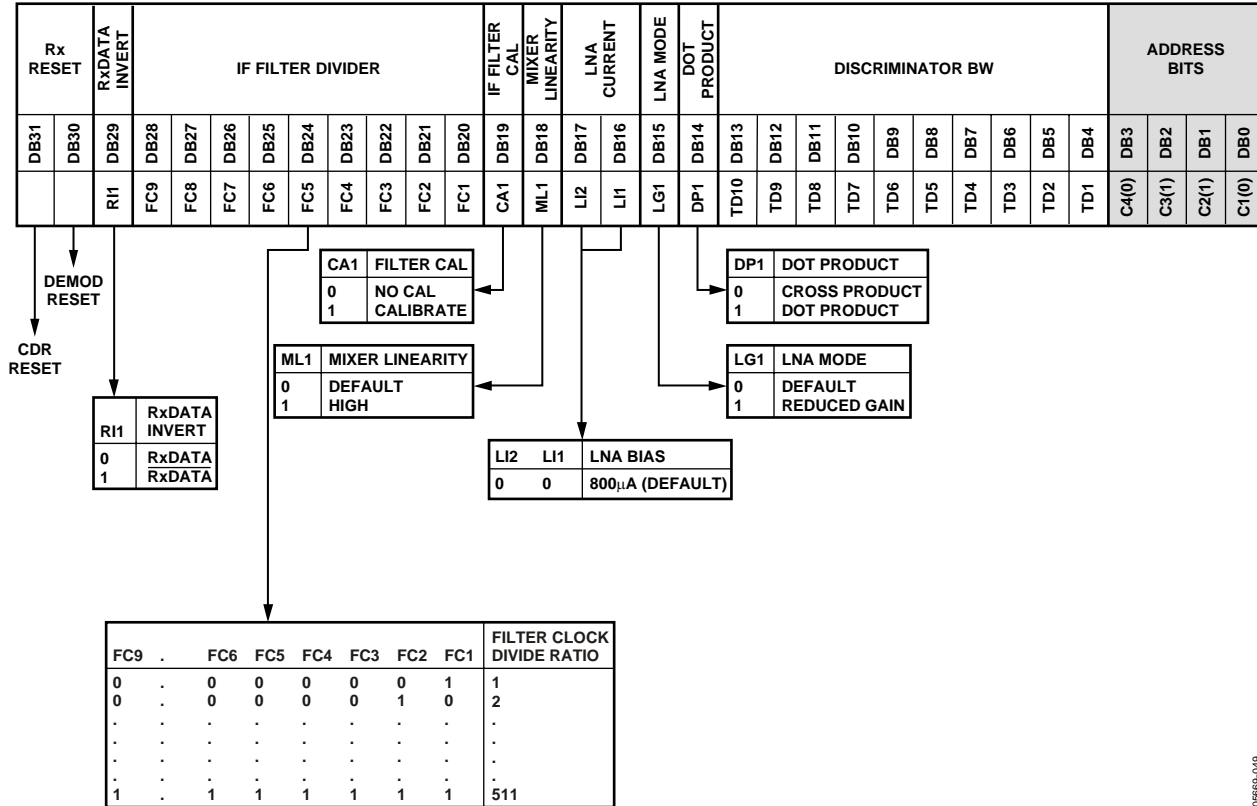 Rx RESET
RxDATA INVERT
IF FILTER DIVIDER
IF FILTER CAL
MIXER LINEARITY
LNA CURRENT
LNA MODE
DOT PRODUCT
DISCRIMINATOR BW
ADDRESS BITS
DB31 DB30 DB29 DB28 DB27 DB26 DB25 DB24 DB23 DB22 DB21 DB20 DB19 DB18 DB17 DB16 DB15 DB14 DB13 DB12 DB11 DB10 DB9 DB8 DB7 DB6 DB5 DB4 DB3 DB2 DB1 DB0
RI1 FC9 FC8 FC7 FC6 FC5 FC4 FC3 FC2 FC1 CA1 ML1 LI2 LI1 LG1 DP1 TD10 TD9 TD8 TD7 TD6 TD5 TD4 TD3 TD2 TD1 C4(0) C3(1) C2(1) C1(0)
DEMOD RESET
CDR RESET
CA1 FILTER CAL
0 NO CAL
1 CALIBRATE
DP1 DOT PRODUCT
0 CROSS PRODUCT
1 DOT PRODUCT
ML1 MIXER LINEARITY
0 DEFAULT
1 HIGH
LG1 LNA MODE
0 DEFAULT
1 REDUCED GAIN
RI1 RxDATA INVERT
0 RxDATA
1 R̅x̅D̅A̅T̅A̅
LI2 LI1 LNA BIAS
0 0 800µA (DEFAULT)
FC9 . FC6 FC5 FC4 FC3 FC2 FC1 FILTER CLOCK DIVIDE RATIO
0 . 0 0 0 0 0 1 1
0 . 0 0 0 0 1 0 2
. . . . . . . . .
. . . . . . . . .
. . . . . . . . .
. . . . . . . . .
1 . 1 1 1 1 1 1 511
05669-049